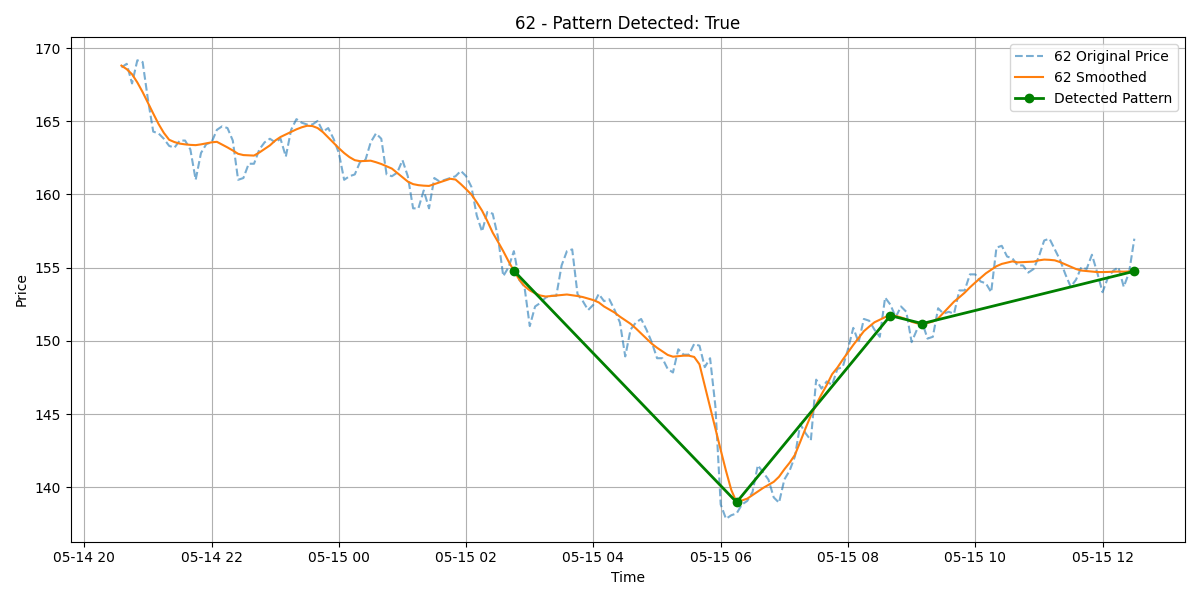 62 - Pattern Detected: True
62 Original Price
62 Smoothed
Detected Pattern
Price
170
165
160
155
150
145
140
05-14 20
05-14 22
05-15 00
05-15 02
05-15 04
05-15 06
05-15 08
05-15 10
05-15 12
Time